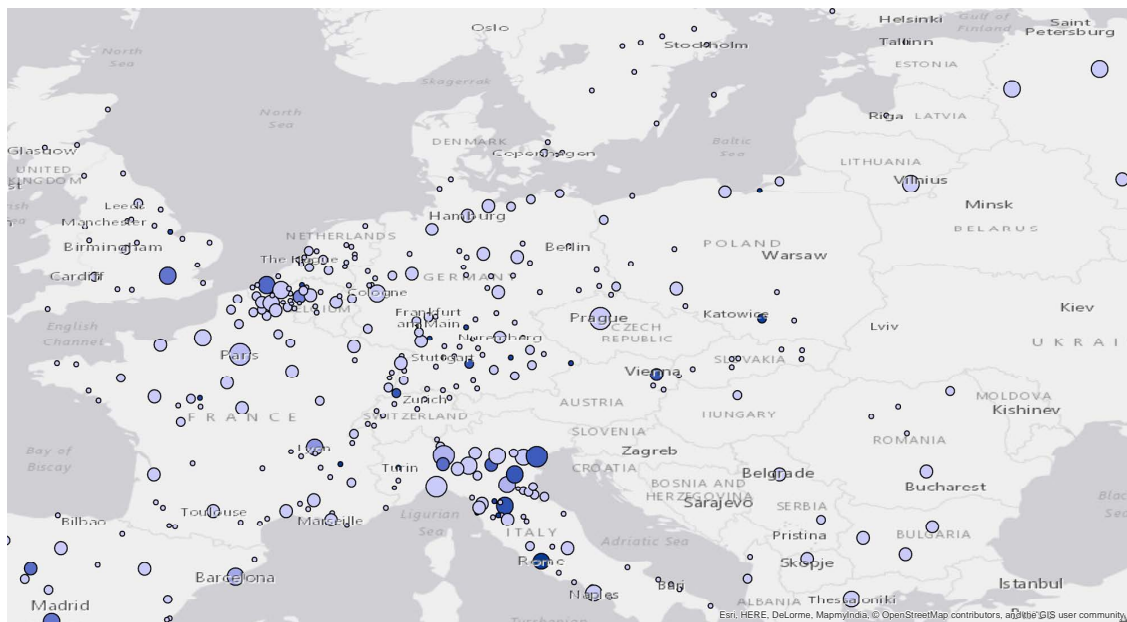 Oslo
Helsinki
Gulf of
Finland
Saint
Petersburg
North
Sea
Stockholm
Tallinn
ESTONIA
Skagerrak
North
Sea
Riga
LATVIA
Glasgow
DENMARK
Copenhagen
Baltic
Sea
LITHUANIA
UNITED
KINGDOM
Vilnius
Leeds
Manchester
Hamburg
Minsk
BELARUS
Birmingham
NETHERLANDS
Berlin
POLAND
Warsaw
The Hague
Cardiff
GERMANY
Cologne
English
Channel
Frankfurt
am Main
Prague
Katowice
Kiev
Lviv
CZECH
REPUBLIC
Nuremberg
UKRAI
Paris
Stuttgart
SLOVAKIA
Vienna
Zurich
AUSTRIA
MOLDOVA
Kishinev
FRANCE
SWITZERLAND
HUNGARY
SLOVENIA
ROMANIA
Bay of
Biscay
Lyon
Turin
Zagreb
CROATIA
Belgrade
BOSNIA AND
HERZEGOVINA
Bucharest
Sarajevo
SERBIA
Black
Sea
Bilbao
Toulouse
Marseille
Ligurian
Sea
ITALY
Adriatic Sea
Pristina
BULGARIA
Rome
Skopje
Barcelona
Bari
Istanbul
Naples
Madrid
ALBANIA
Thessaloniki
Tyrrhenian
Esri, HERE, DeLorme, MapmyIndia, © OpenStreetMap contributors, and the GIS user community